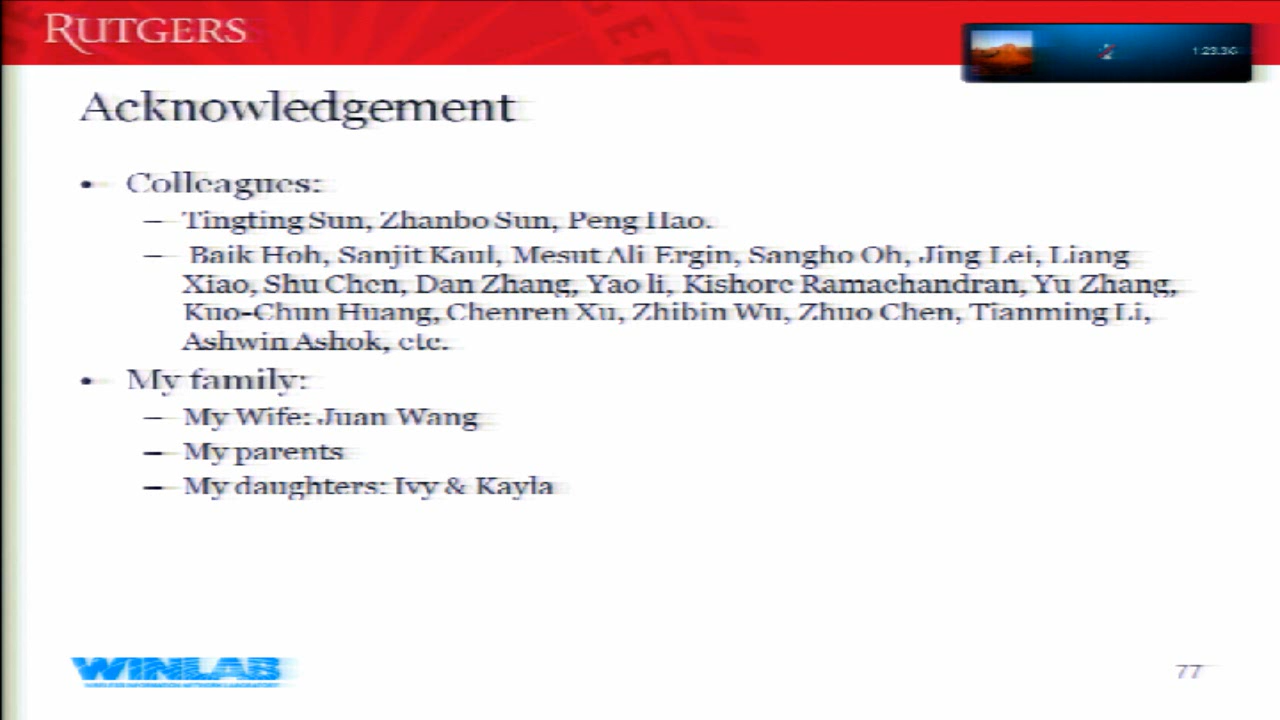 RUTGERS
Acknowledgement
• Colleagues:
– Tingting Sun, Zhanbo Sun, Peng Hao.
– Baik Hoh, Sanjit Kaul, Mesut Ali Ergin, Sangho Oh, Jing Lei, Liang
Xiao, Shu Chen, Dan Zhang, Yao li, Kishore Ramachandran, Yu Zhang,
Kuo-Chun Huang, Chenren Xu, Zhibin Wu, Zhuo Chen, Tianming Li,
Ashwin Ashok, etc.
• My family:
– My Wife: Juan Wang
– My parents
– My daughters: Ivy & Kayla
WINLAB
77